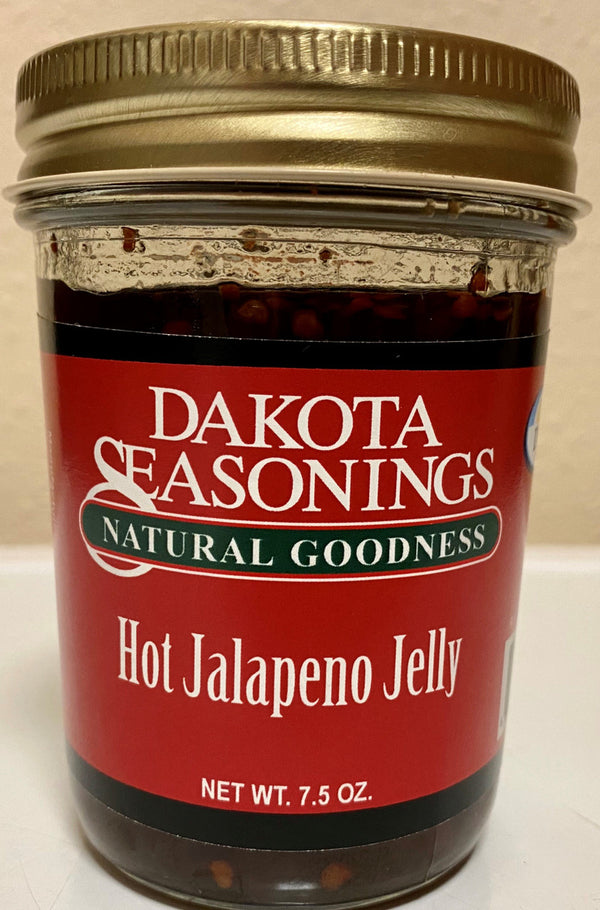 DAKOTA
SEASONINGS
NATURAL GOODNESS
Hot Jalapeno Jelly
NET WT. 7.5 OZ.